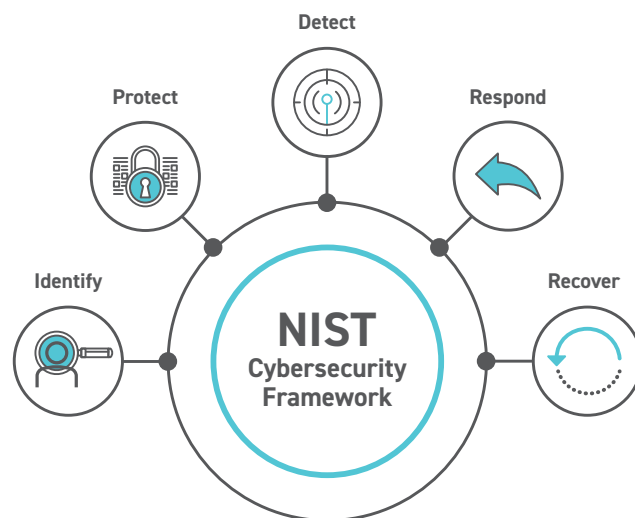 Detect
Protect
Respond
Identify
Recover
NIST
Cybersecurity
Framework